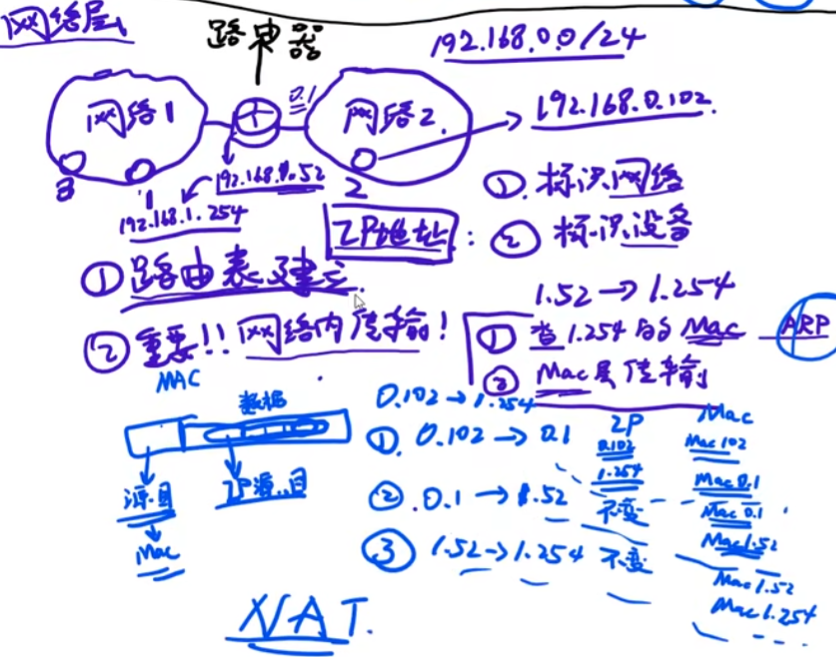 网络层
路由器
192.168.0.0/24
网络1
0.1
网络2
192.168.0.102
3
1
2
192.168.1.52
192.168.1.254
IP地址:
① 标识网络
② 标识设备
① 路由表建立
② 重要!! 网络内传输!
1.52→1.254
① 查1.254的Mac ARP
② Mac层传输
MAC
数据
源.目
Mac
IP源..目
0.102→1.254
IP
Mac
① 0.102→0.1
0.102
1.254
Mac102
Mac0.1
② 0.1→1.52
不变
Mac0.1
Mac1.52
③ 1.52→1.254
不变
Mac1.52
Mac1.254
NAT.